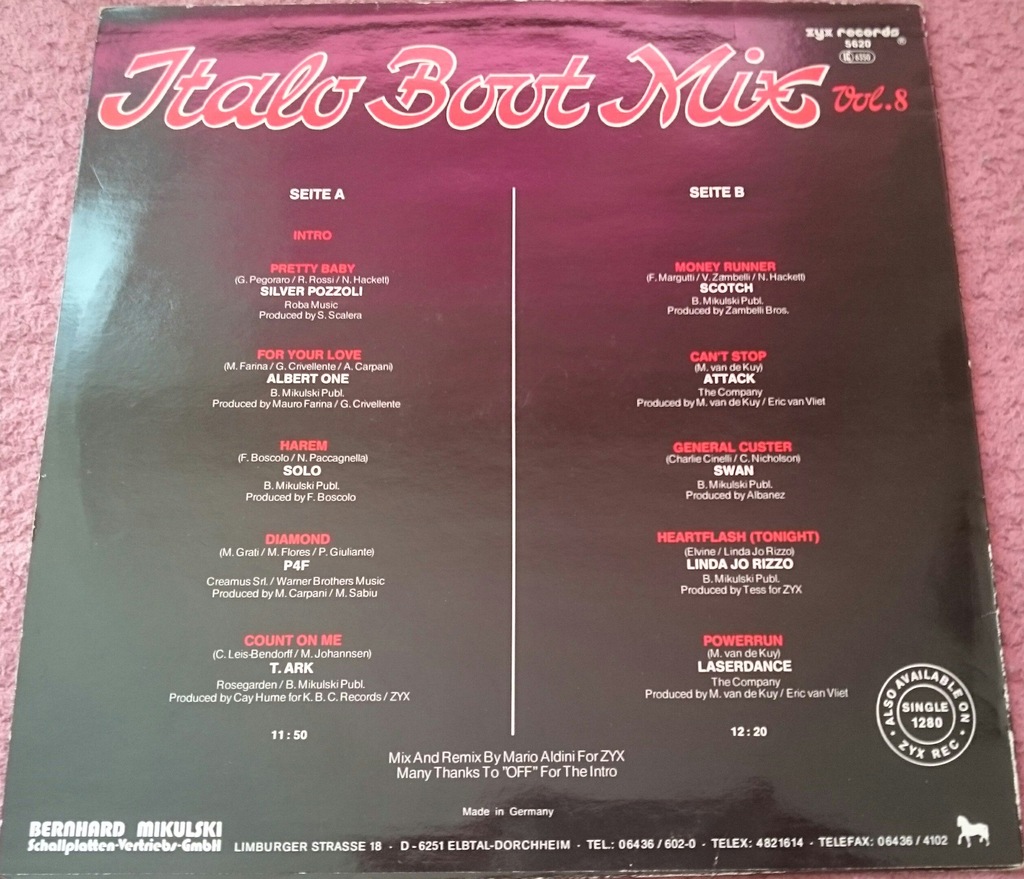 zyx records®
5620
LC 6350
Italo Boot Mix Vol.8
SEITE A
INTRO
PRETTY BABY
(G. Pegoraro / R. Rossi / N. Hackett)
SILVER POZZOLI
Roba Music
Produced by S. Scalera
FOR YOUR LOVE
(M. Farina / G. Crivellente / A. Carpani)
ALBERT ONE
B. Mikulski Publ.
Produced by Mauro Farina / G. Crivellente
HAREM
(F. Boscolo / N. Paccagnella)
SOLO
B. Mikulski Publ.
Produced by F. Boscolo
DIAMOND
(M. Grati / M. Flores / P. Giuliante)
P4F
Creamus Srl. / Warner Brothers Music
Produced by M. Carpani / M. Sabiu
COUNT ON ME
(C. Leis-Bendorff / M. Johannsen)
T. ARK
Rosegarden / B. Mikulski Publ.
Produced by Cay Hume for K. B. C. Records / ZYX
11:50
SEITE B
MONEY RUNNER
(F. Margutti / V. Zambelli / N. Hackett)
SCOTCH
B. Mikulski Publ.
Produced by Zambelli Bros.
CAN'T STOP
(M. van de Kuy)
ATTACK
The Company
Produced by M. van de Kuy / Eric van Vliet
GENERAL CUSTER
(Charlie Cinelli / C. Nicholson)
SWAN
B. Mikulski Publ.
Produced by Albanez
HEARTFLASH (TONIGHT)
(Elvine / Linda Jo Rizzo)
LINDA JO RIZZO
B. Mikulski Publ.
Produced by Tess for ZYX
POWERRUN
(M. van de Kuy)
LASERDANCE
The Company
Produced by M. van de Kuy / Eric van Vliet
12:20
ALSO AVAILABLE ON
SINGLE
1280
ZYX REC
Mix And Remix By Mario Aldini For ZYX
Many Thanks To "OFF" For The Intro
Made in Germany
BERNHARD MIKULSKI
Schallplatten-Vertriebs-GmbH
LIMBURGER STRASSE 18 · D-6251 ELBTAL-DORCHHEIM · TEL.: 06436 / 602-0 · TELEX: 4821614 · TELEFAX: 06436 / 4102